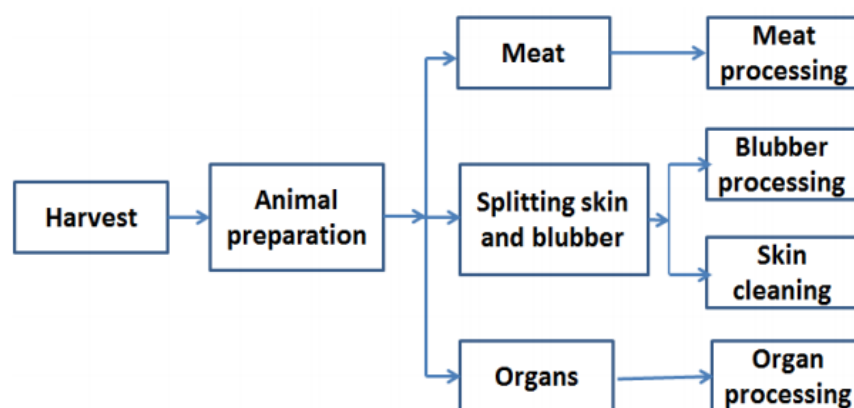 Harvest
Animal
preparation
Meat
Splitting skin
and blubber
Organs
Meat
processing
Blubber
processing
Skin
cleaning
Organ
processing